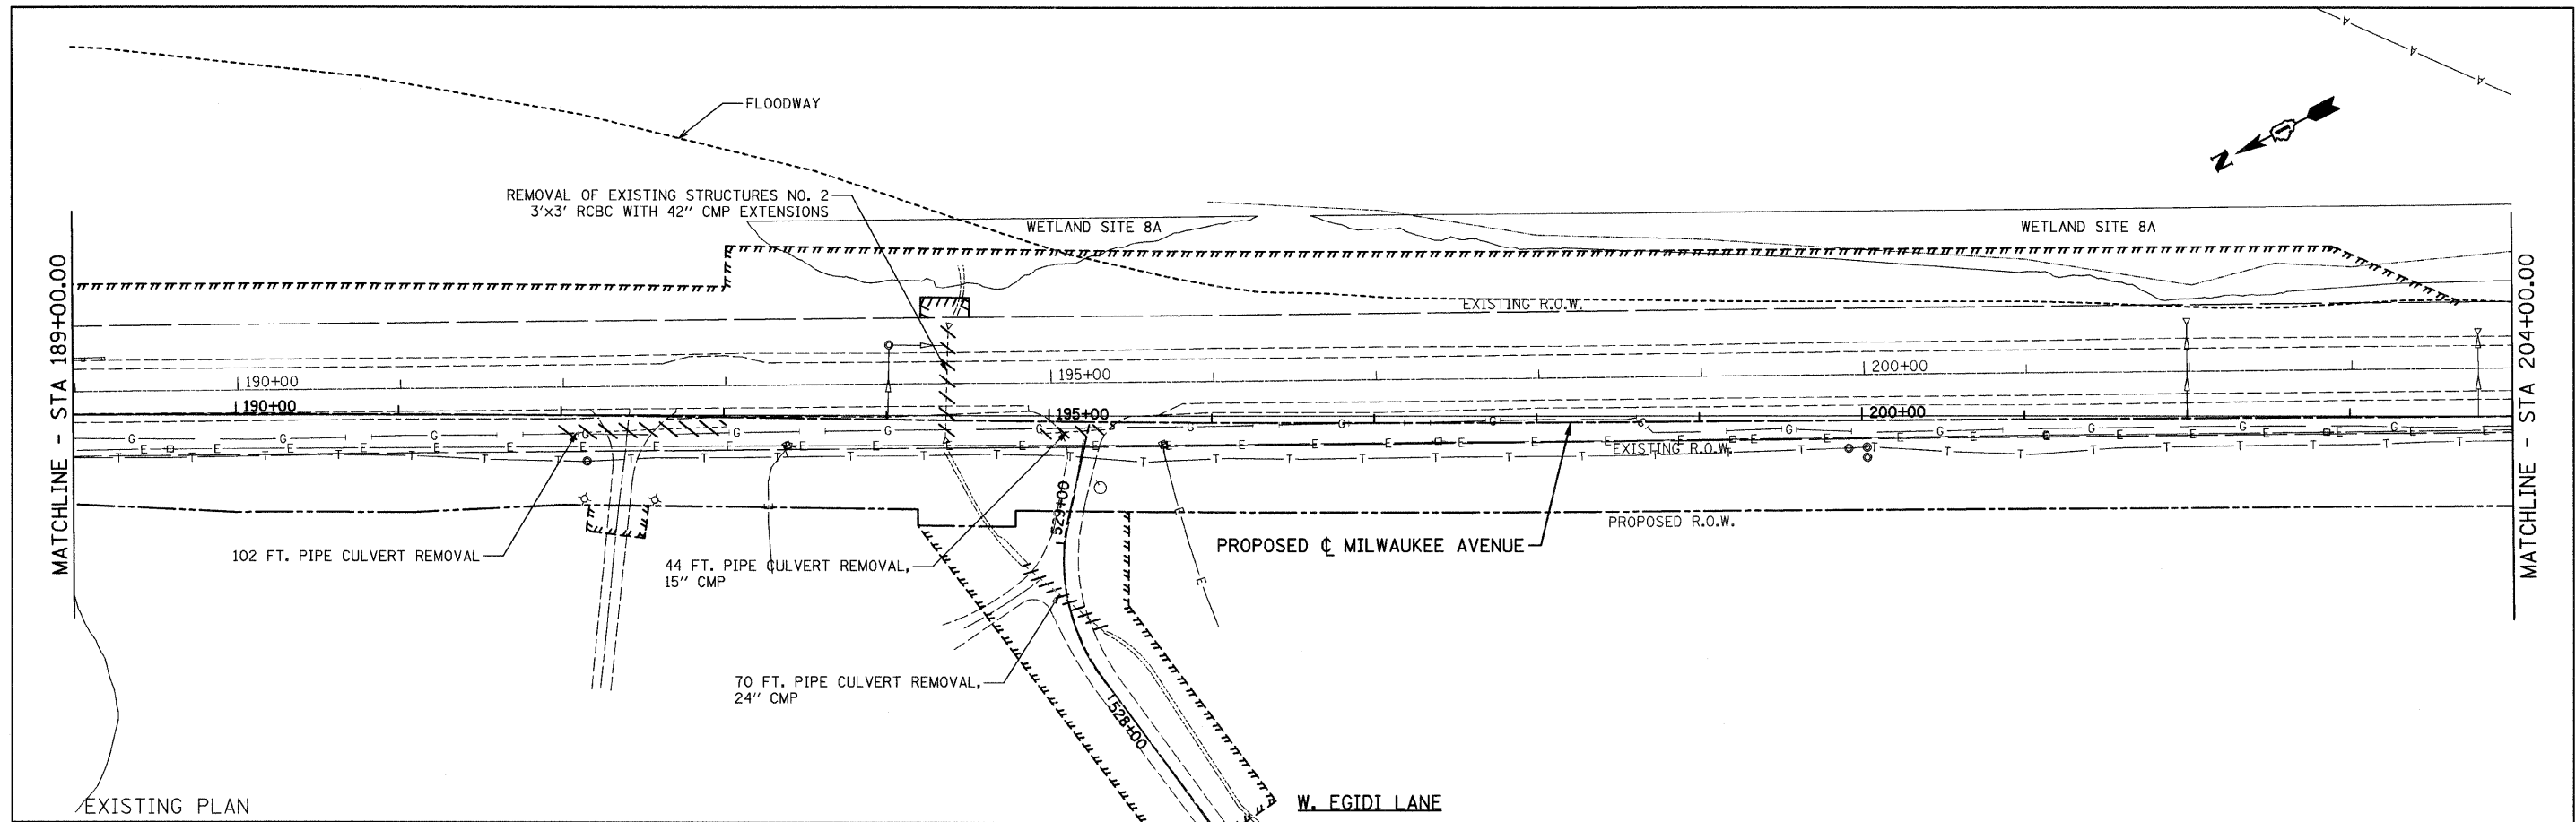 FLOODWAY
N
REMOVAL OF EXISTING STRUCTURES NO. 2
3'x3' RCBC WITH 42" CMP EXTENSIONS
WETLAND SITE 8A
WETLAND SITE 8A
MATCHLINE - STA 189+00.00
MATCHLINE - STA 204+00.00
EXISTING R.O.W.
190+00
195+00
200+00
190+00
195+00
200+00
EXISTING R.O.W.
529+00
PROPOSED R.O.W.
102 FT. PIPE CULVERT REMOVAL
44 FT. PIPE CULVERT REMOVAL,
15" CMP
PROPOSED ℄ MILWAUKEE AVENUE
70 FT. PIPE CULVERT REMOVAL,
24" CMP
528+00
EXISTING PLAN
W. EGIDI LANE